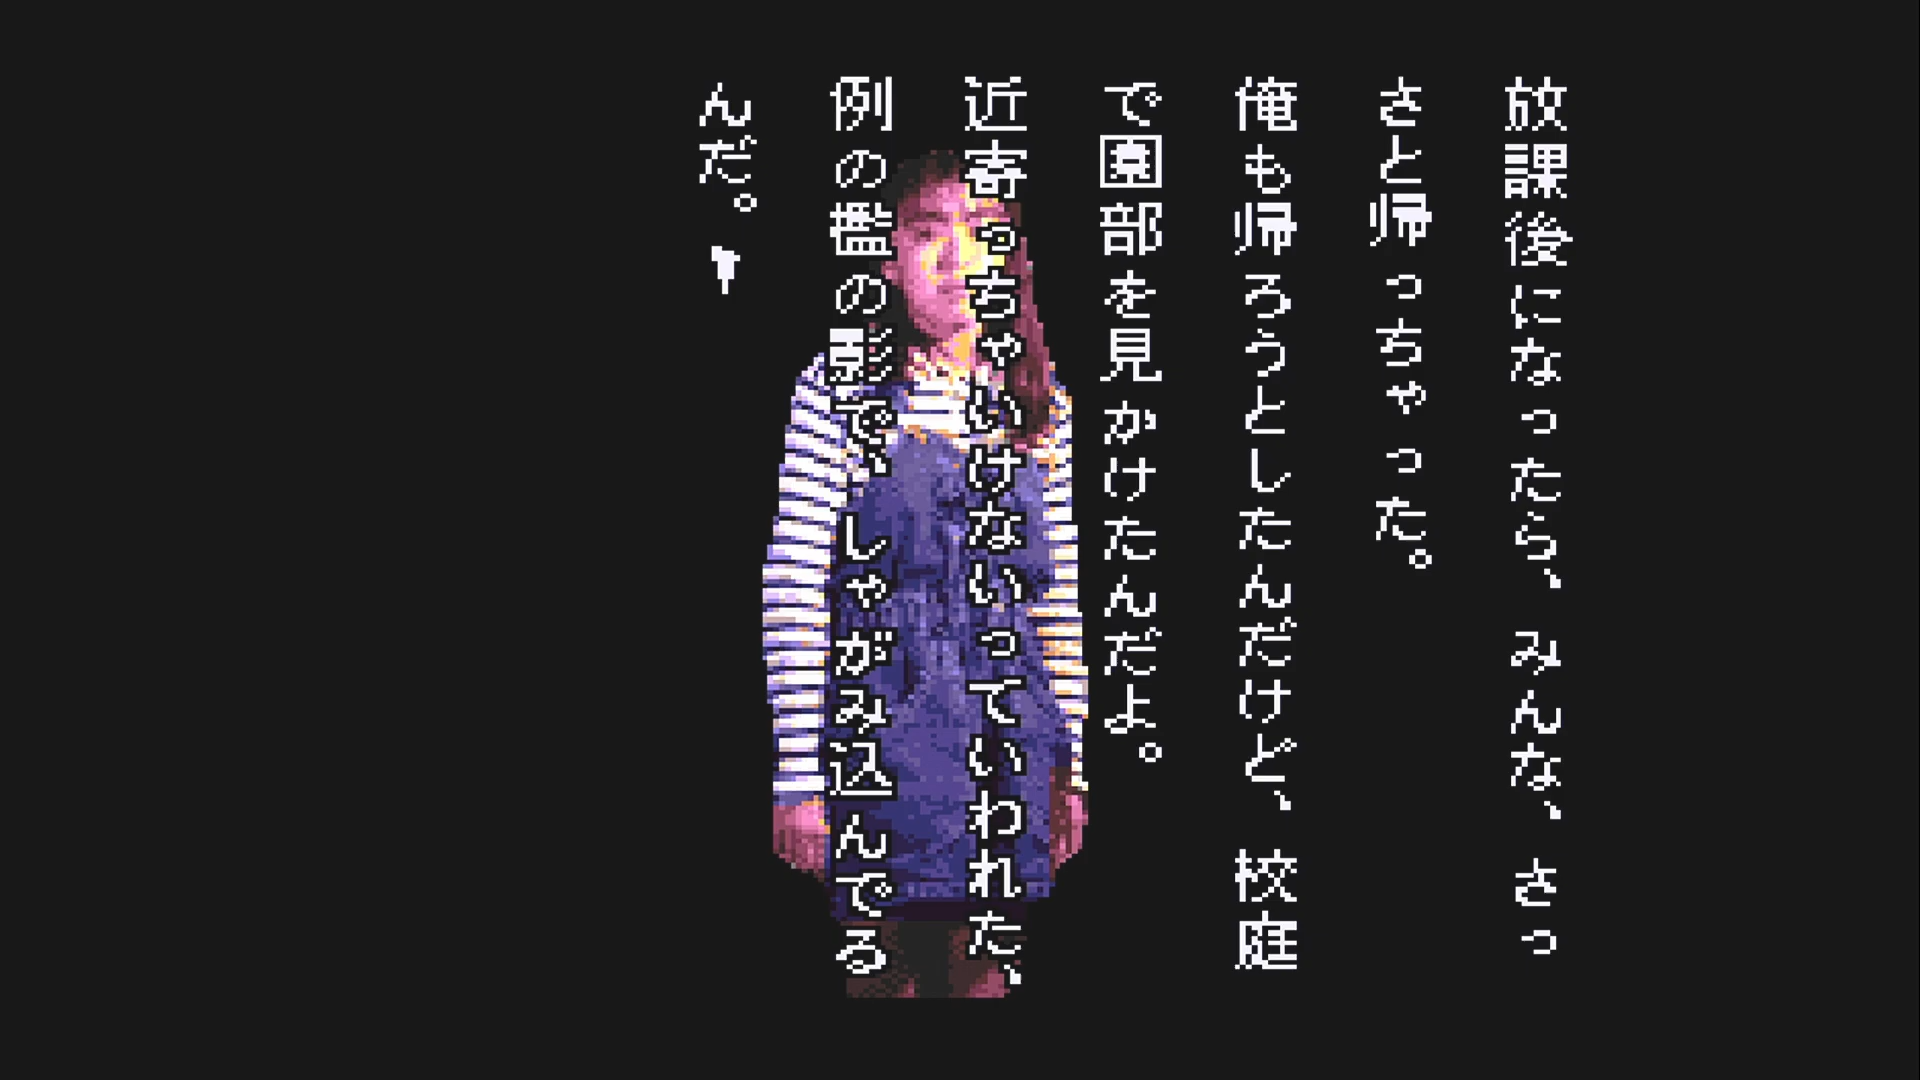 放課後になったら、みんな、さっ
さと帰っちゃった。
俺も帰ろうとしたんだけど、校庭
で園部を見かけたんだよ。
近寄っちゃいけないっていわれた、
例の檻の影で、しゃがみ込んでる
んだ。